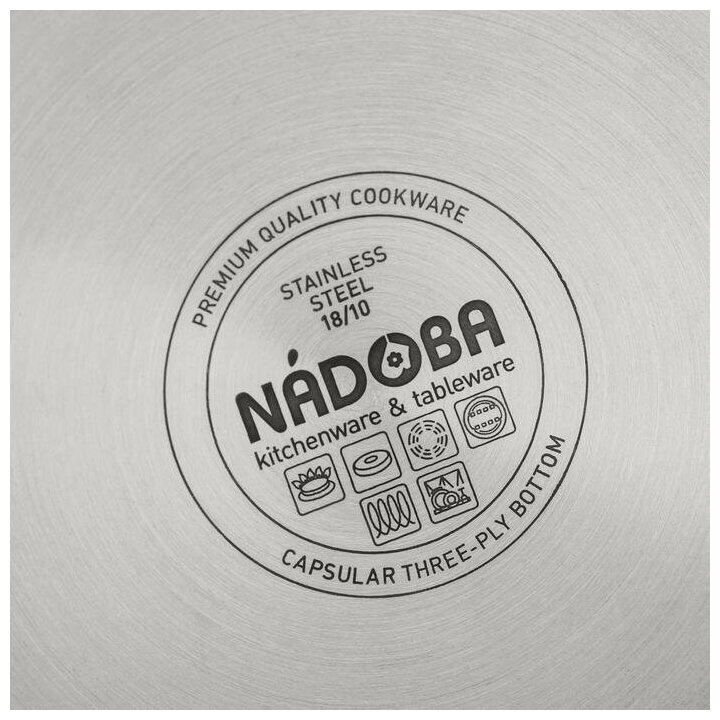 PREMIUM QUALITY COOKWARE
STAINLESS
STEEL
18/10
NÁDOBA
kitchenware & tableware
CAPSULAR THREE-PLY BOTTOM